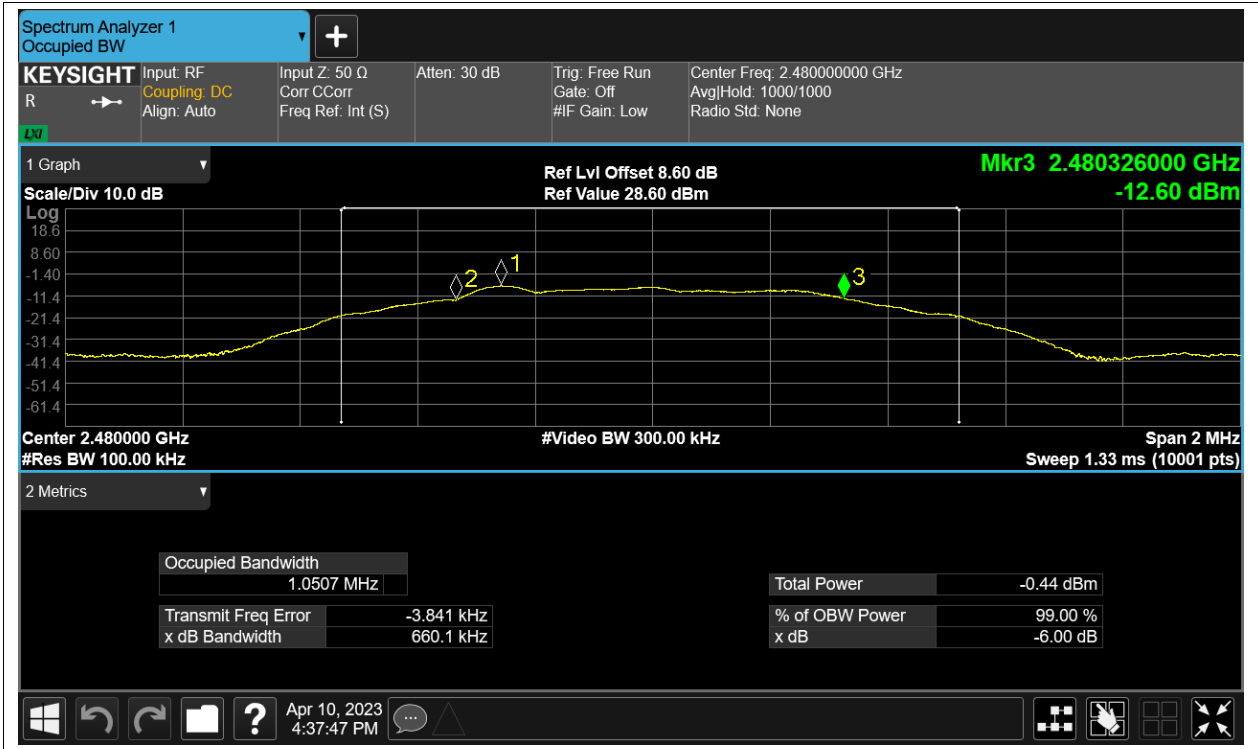 Spectrum Analyzer 1
Occupied BW
KEYSIGHT
R
LXI
Input: RF
Coupling: DC
Align: Auto
Input Z: 50 Ω
Corr CCorr
Freq Ref: Int (S)
Atten: 30 dB
Trig: Free Run
Gate: Off
#IF Gain: Low
Center Freq: 2.480000000 GHz
Avg|Hold: 1000/1000
Radio Std: None
1 Graph
Scale/Div 10.0 dB
Ref Lvl Offset 8.60 dB
Ref Value 28.60 dBm
Mkr3 2.480326000 GHz
-12.60 dBm
Log
18.6
8.60
-1.40
-11.4
-21.4
-31.4
-41.4
-51.4
-61.4
2
1
3
Center 2.480000 GHz
#Res BW 100.00 kHz
#Video BW 300.00 kHz
Span 2 MHz
Sweep 1.33 ms (10001 pts)
2 Metrics
Occupied Bandwidth
1.0507 MHz
Transmit Freq Error -3.841 kHz
x dB Bandwidth 660.1 kHz
Total Power -0.44 dBm
% of OBW Power 99.00 %
x dB -6.00 dB
?
Apr 10, 2023
4:37:47 PM